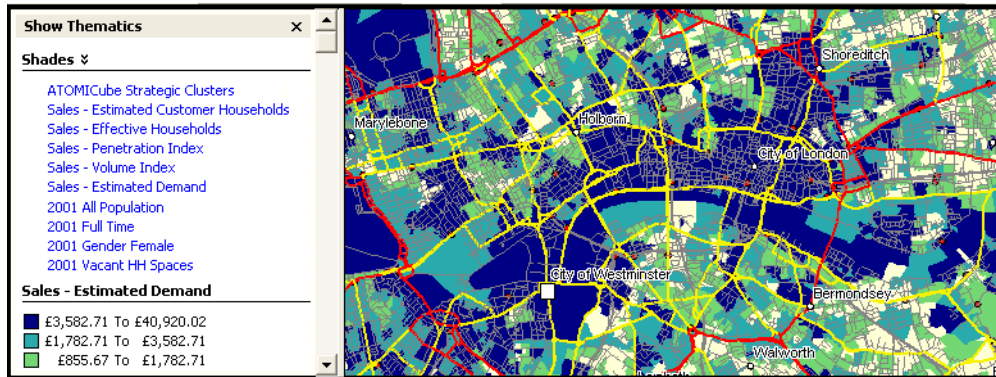 Show Thematics
Shades
ATOMICube Strategic Clusters
Sales - Estimated Customer Households
Sales - Effective Households
Sales - Penetration Index
Sales - Volume Index
Sales - Estimated Demand
2001 All Population
2001 Full Time
2001 Gender Female
2001 Vacant HH Spaces
Sales - Estimated Demand
£3,582.71 To £40,920.02
£1,782.71 To £3,582.71
£855.67 To £1,782.71
Shoreditch
Marylebone
Holborn
City of London
City of Westminster
Bermondsey
Walworth